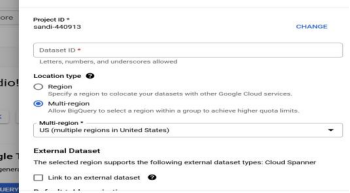 ore
Project ID *
sandi-440913
CHANGE
Dataset ID *
Letters, numbers, and underscores allowed
Location type
Region
Specify a region to colocate your datasets with other Google Cloud services.
dio!
Multi-region
Allow BigQuery to select a region within a group to achieve higher quota limits.
Multi-region *
US (multiple regions in United States)
External Dataset
gle T
The selected region supports the following external dataset types: Cloud Spanner
gener
Link to an external dataset
QUERY